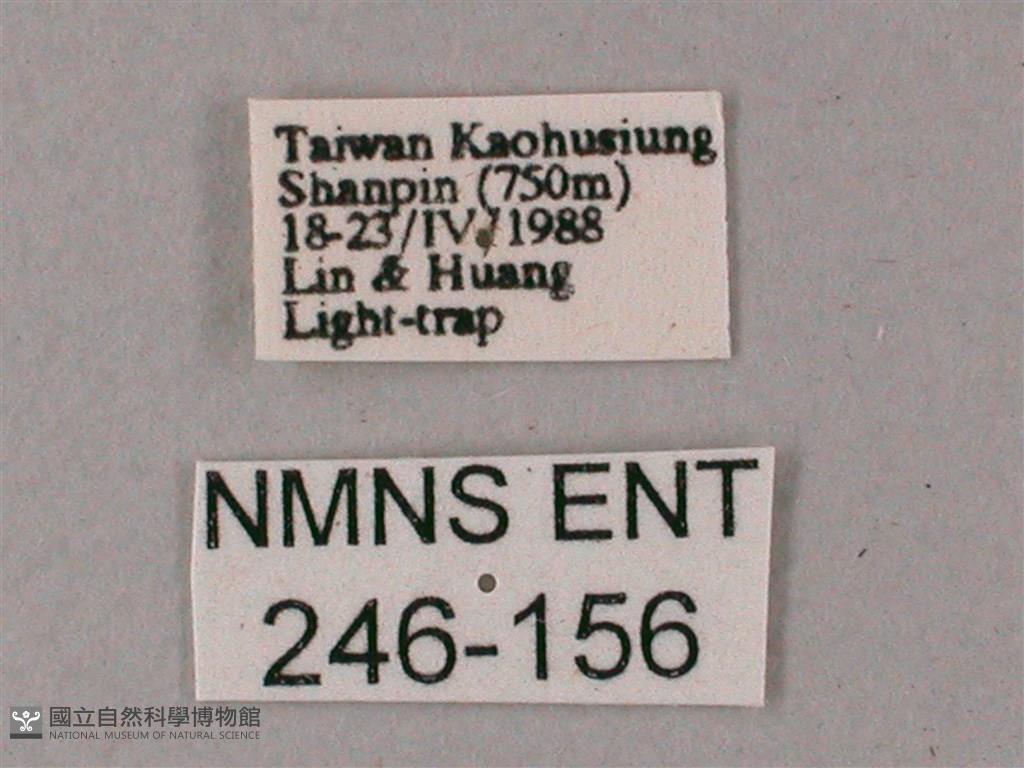 Taiwan Kaohusiung
Shanpin (750m)
18-23/IV/1988
Lin & Huang
Light-trap
NMNS ENT
246-156
國立自然科學博物館
NATIONAL MUSEUM OF NATURAL SCIENCE